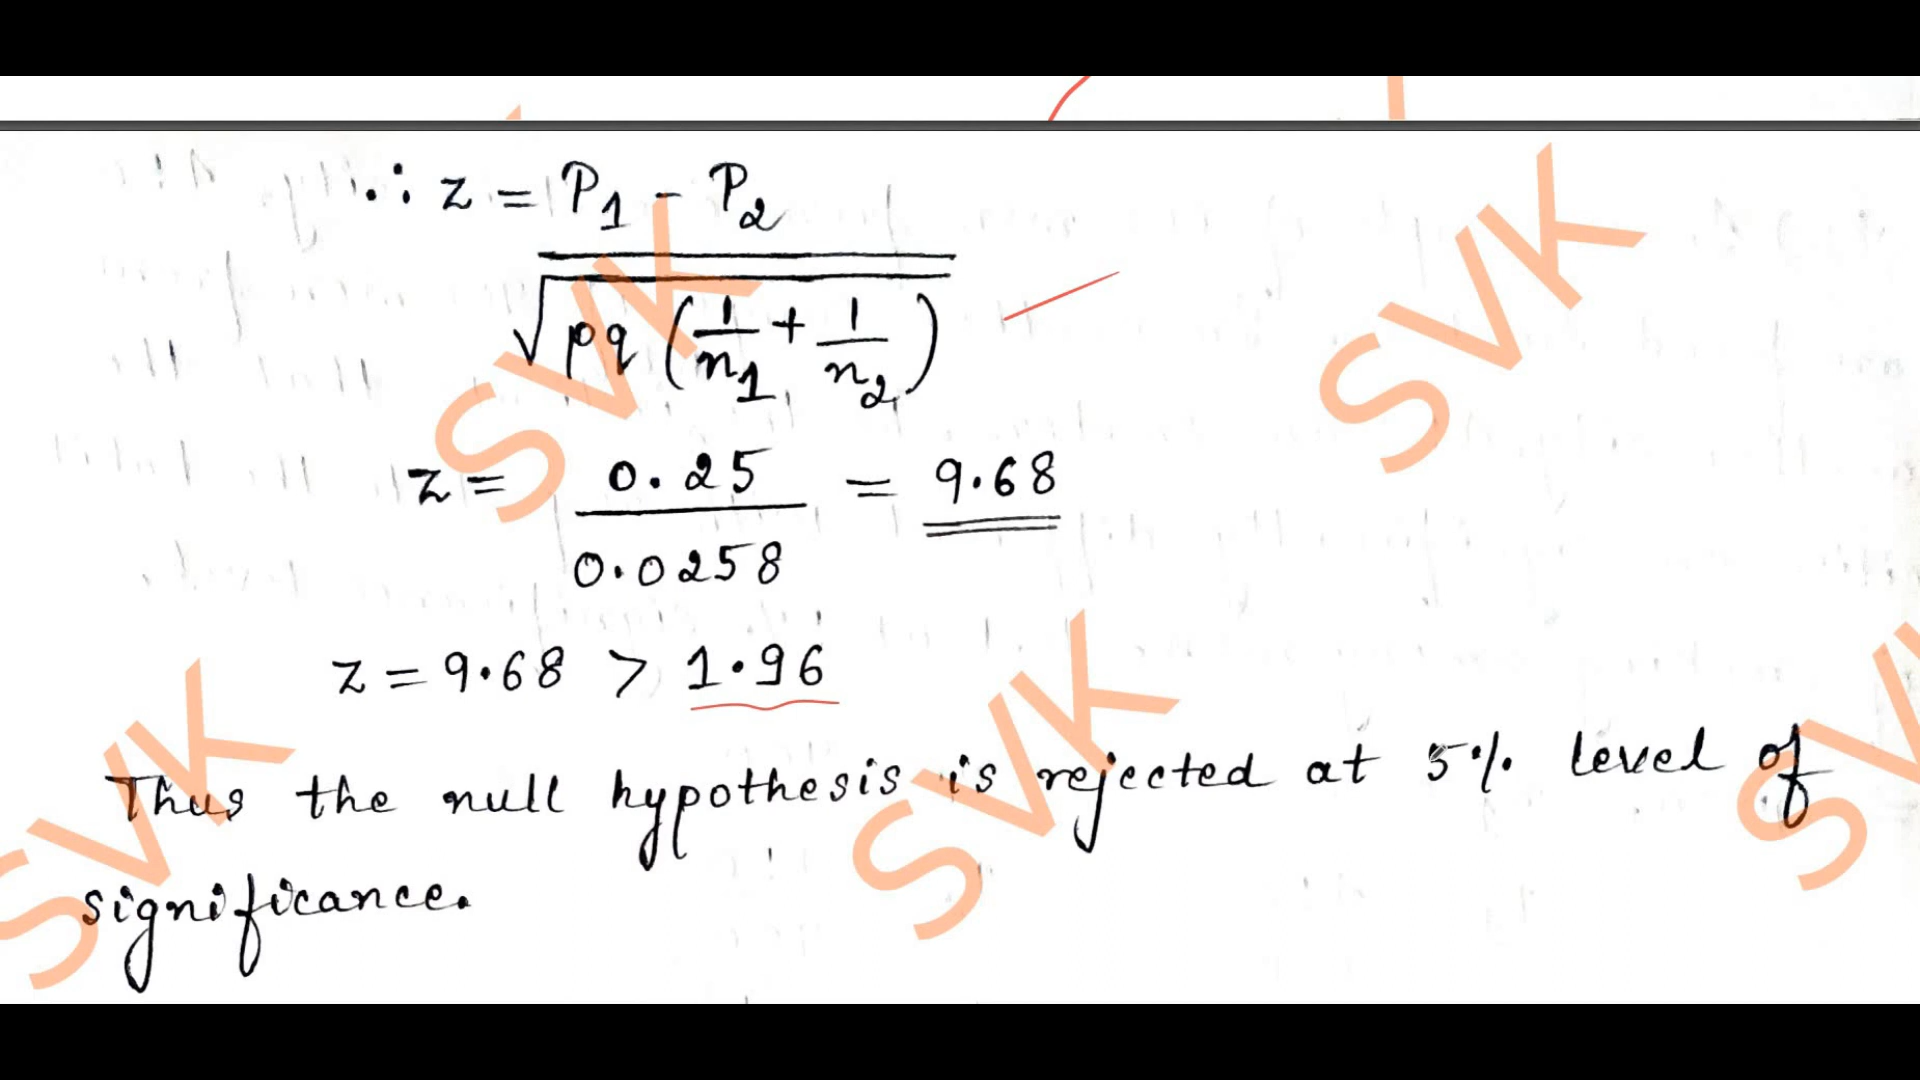 ∴ z = P₁ - P₂
√pq (1/n₁ + 1/n₂)
z = 0.25 = 9.68
0.0258
z = 9.68 > 1.96
Thus the null hypothesis is rejected at 5% level of
significance.
SVK
SVK
SVK
SVK
SVK